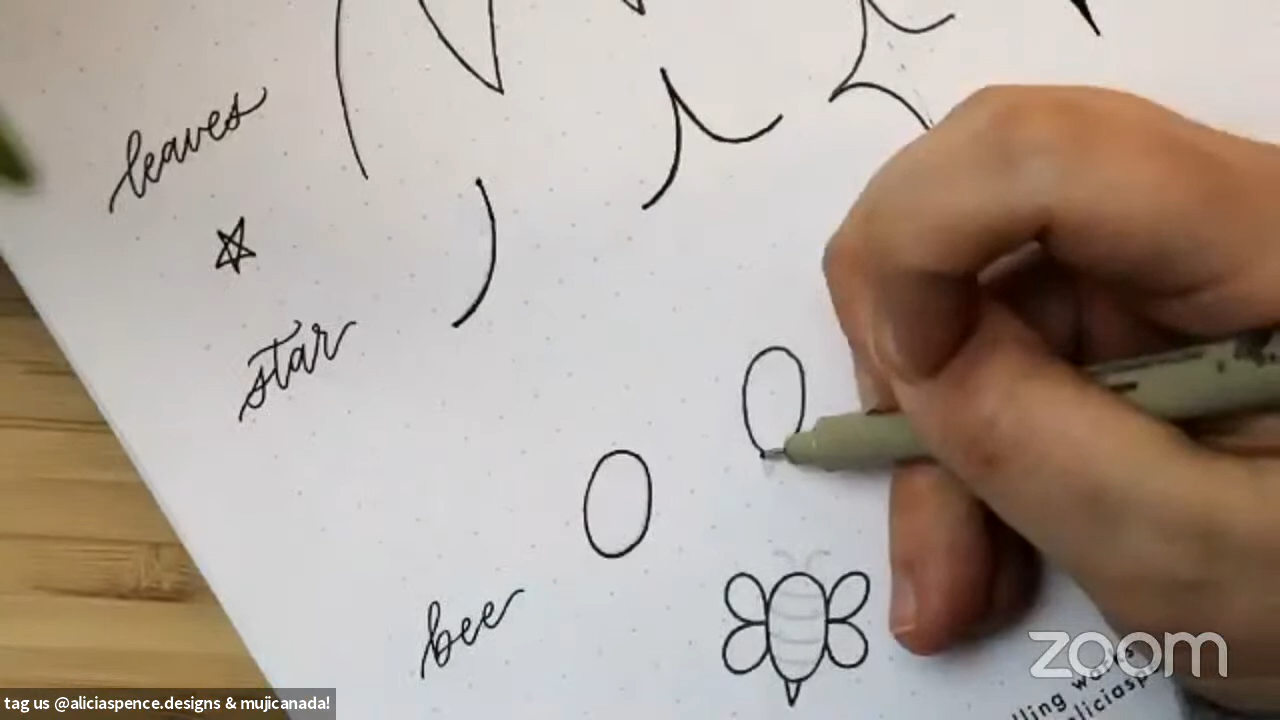 leaves
star
bee
zoom
tag us @aliciaspence.designs & mujicanada!